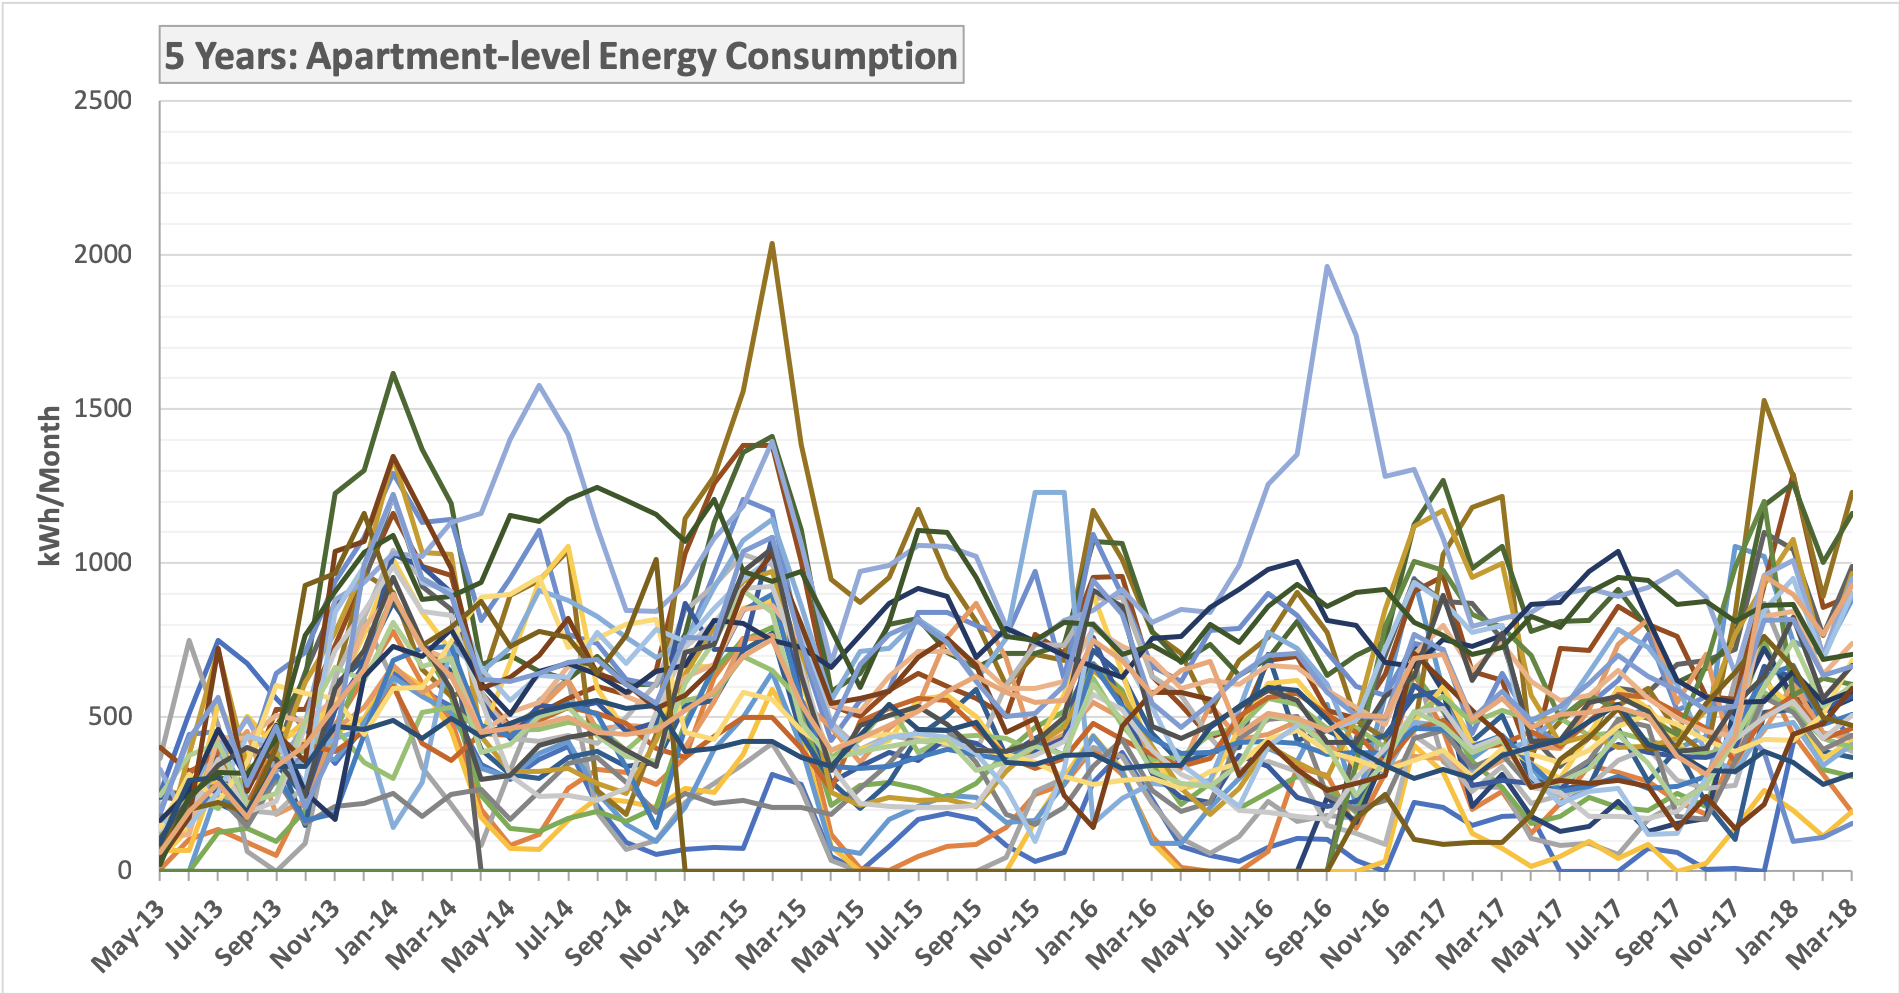 5 Years: Apartment-level Energy Consumption
kWh/Month
2500
2000
1500
1000
500
0
May-13
Jul-13
Sep-13
Nov-13
Jan-14
Mar-14
May-14
Jul-14
Sep-14
Nov-14
Jan-15
Mar-15
May-15
Jul-15
Sep-15
Nov-15
Jan-16
Mar-16
May-16
Jul-16
Sep-16
Nov-16
Jan-17
Mar-17
May-17
Jul-17
Sep-17
Nov-17
Jan-18
Mar-18